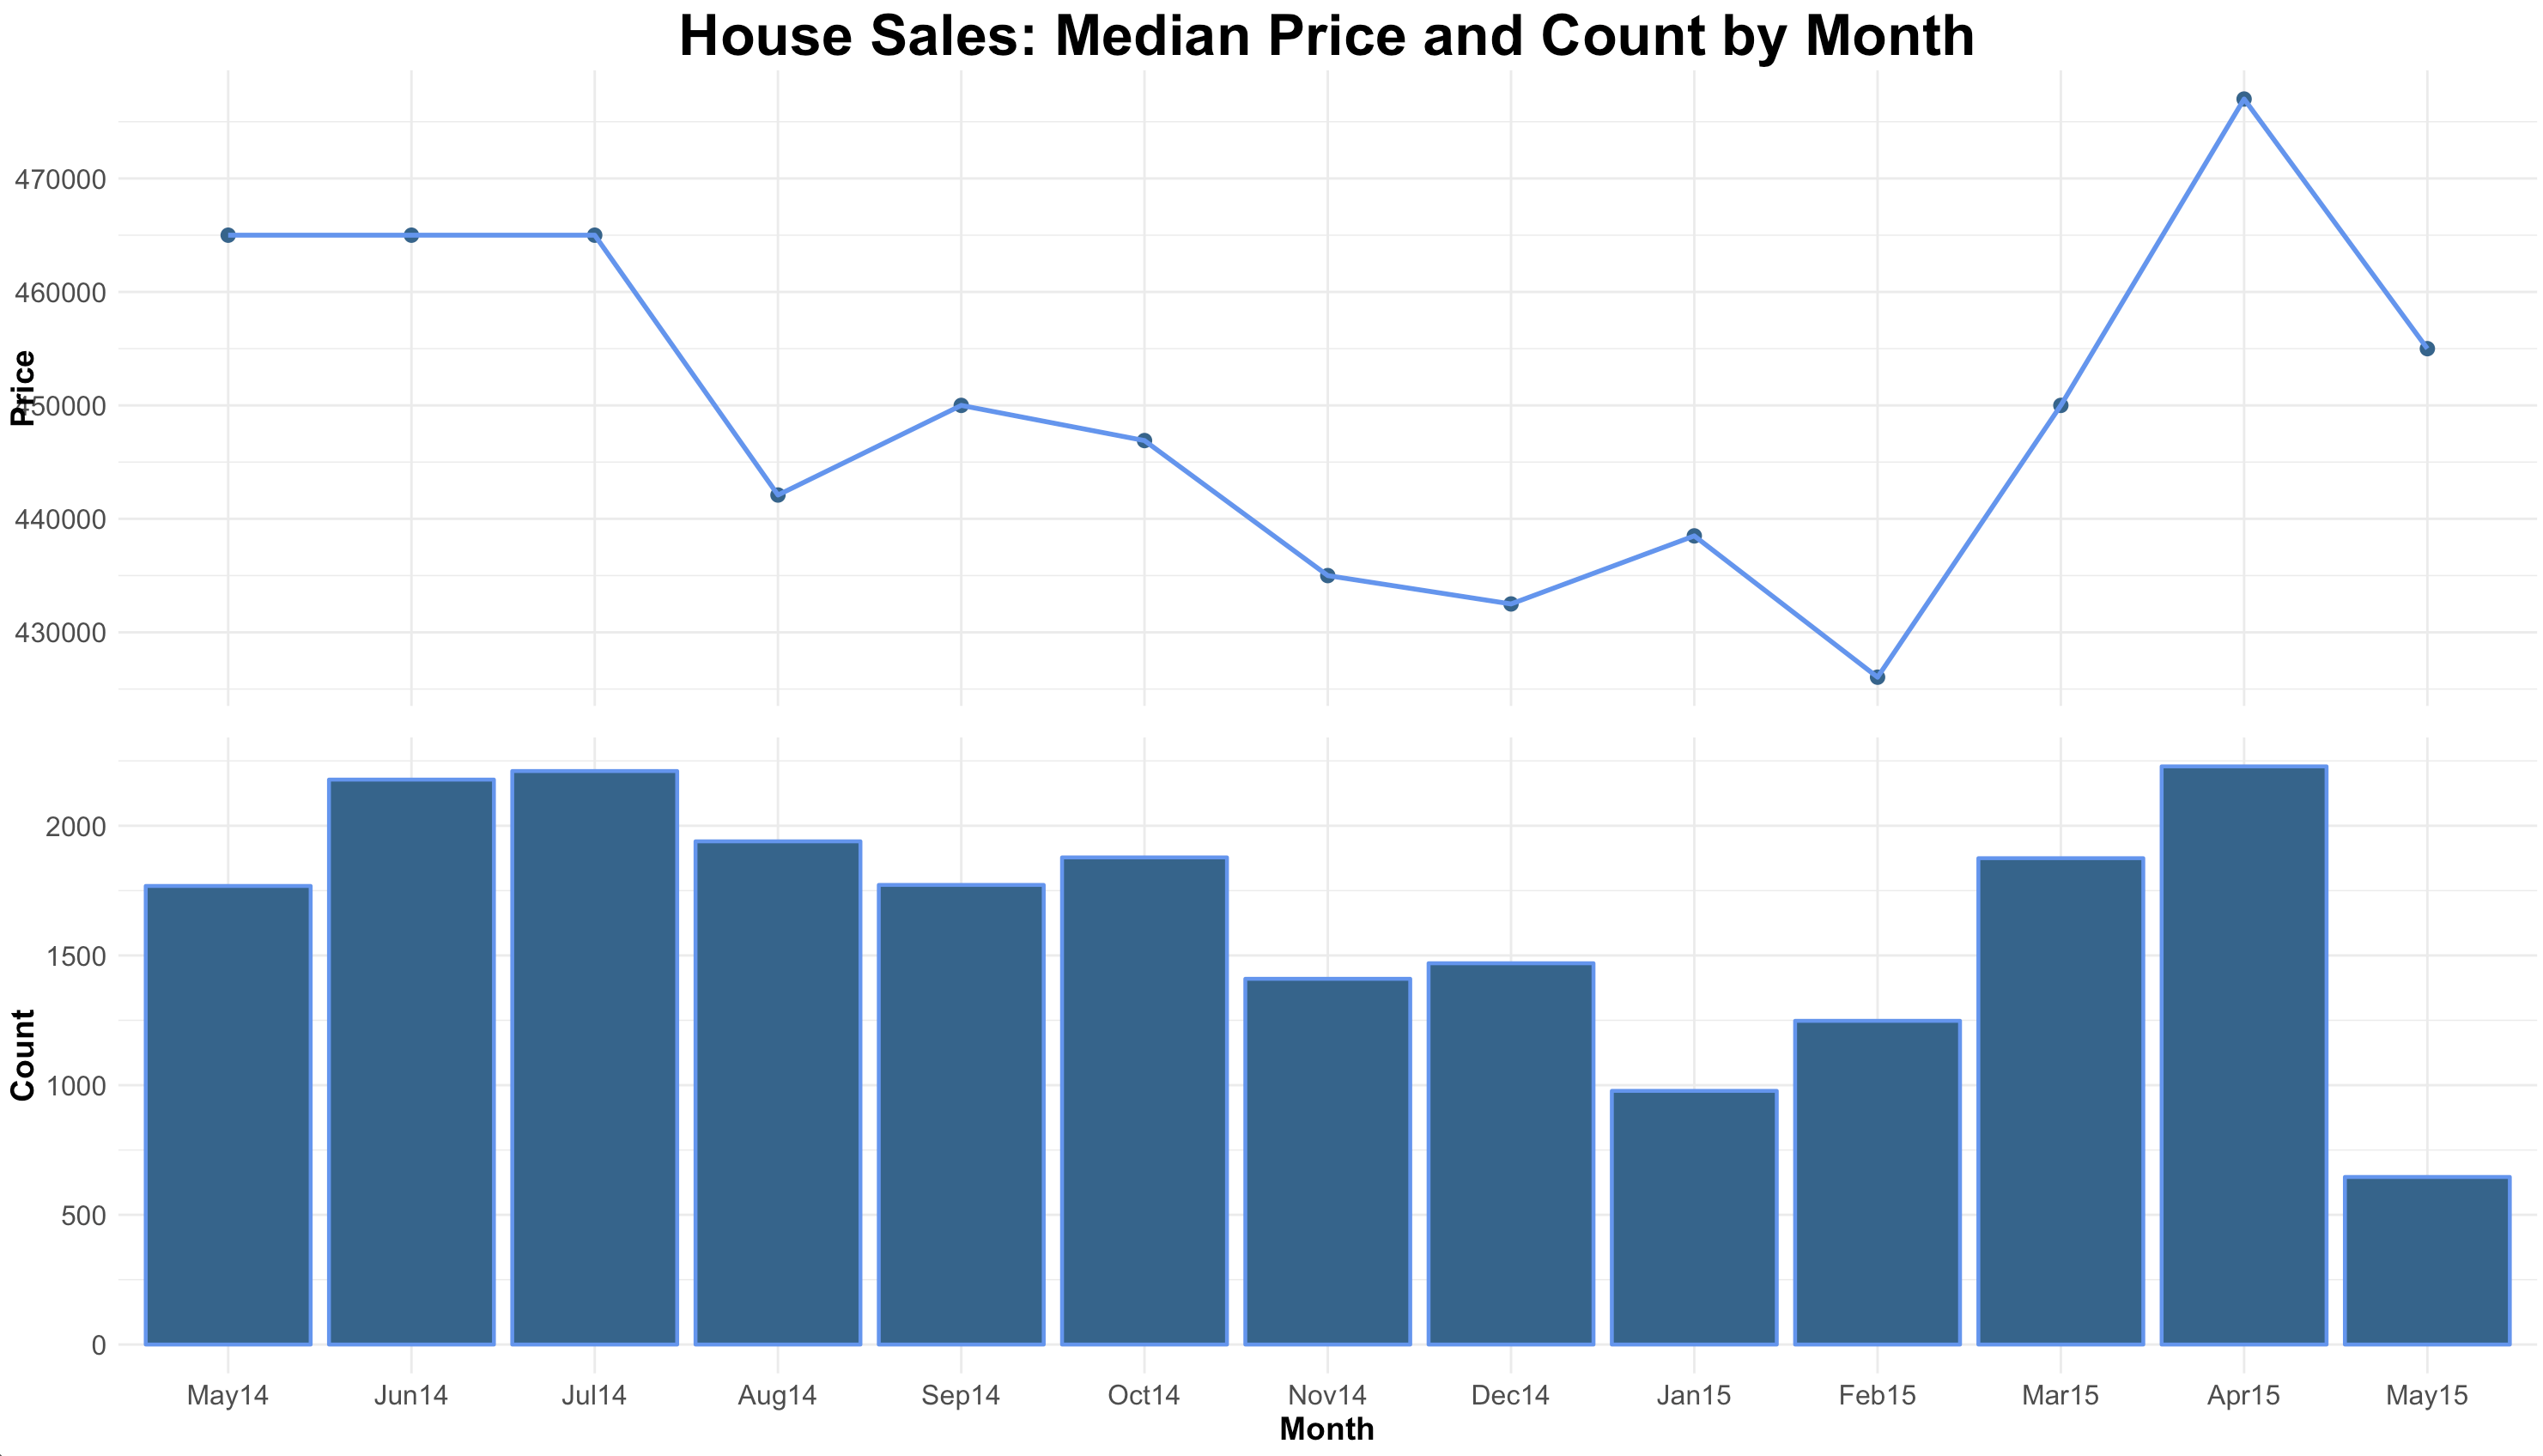 House Sales: Median Price and Count by Month
Price
470000
460000
450000
440000
430000
Count
2000
1500
1000
500
0
May14 Jun14 Jul14 Aug14 Sep14 Oct14 Nov14 Dec14 Jan15 Feb15 Mar15 Apr15 May15
Month